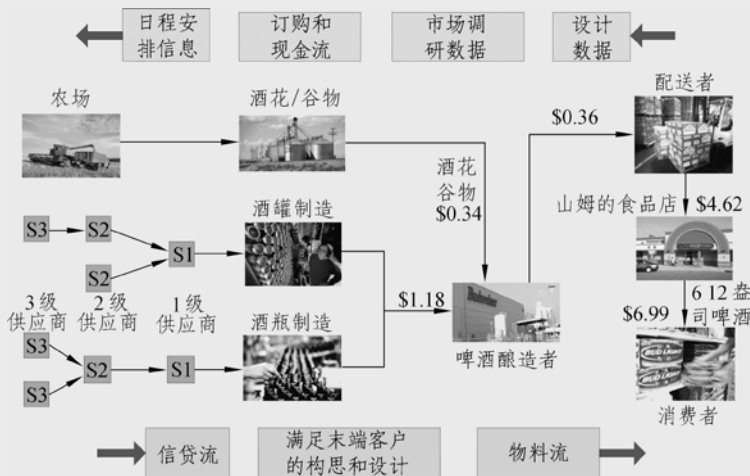 日程安
排信息
订购和
现金流
市场调
研数据
设计
数据
农场
酒花/谷物
配送者
$0.36
酒花
谷物
$0.34
山姆的食品店
$4.62
酒罐制造
S3
S2
S1
S2
3级
供应商
2级
供应商
1级
供应商
酒瓶制造
$1.18
S3
S2
S1
S3
Budweiser
啤酒酿造者
$6.99
6 12 盎
司啤酒
BUD LIGHT
消费者
信贷流
满足末端客户
的构思和设计
物料流